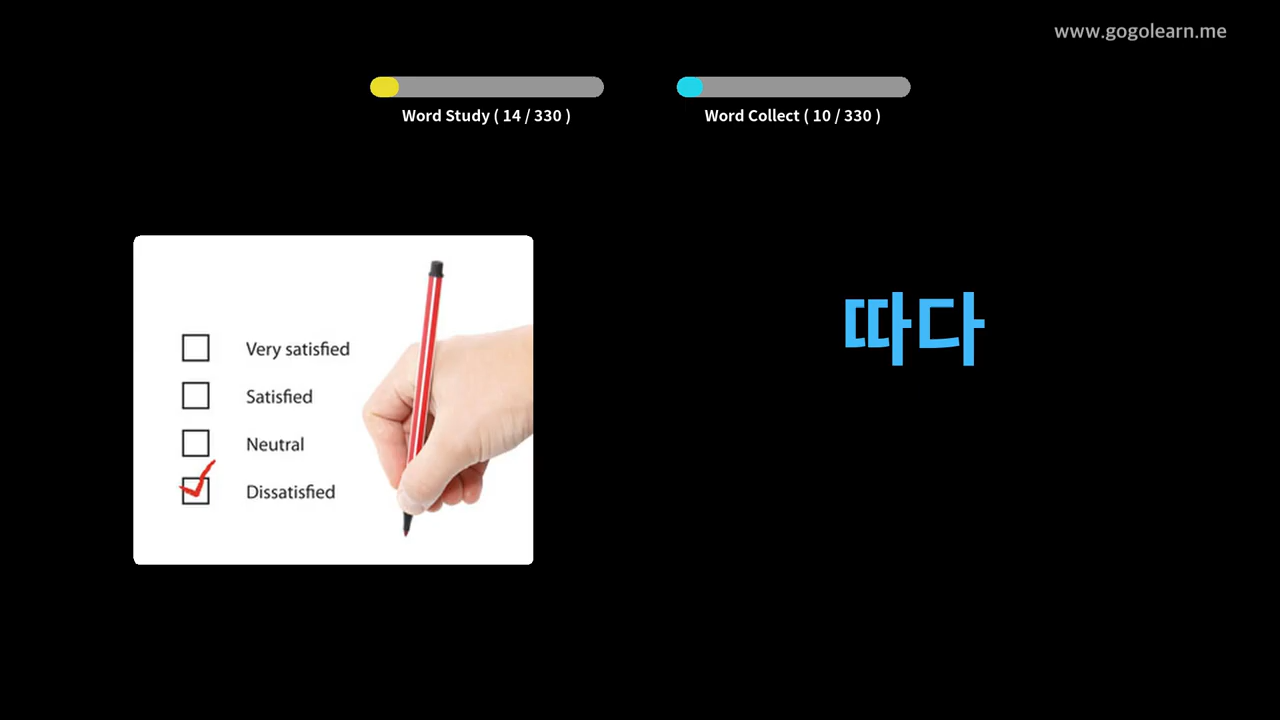 www.gogolearn.me
Word Study ( 14 / 330 )
Word Collect ( 10 / 330 )
Very satisfied
Satisfied
Neutral
Dissatisfied
따다